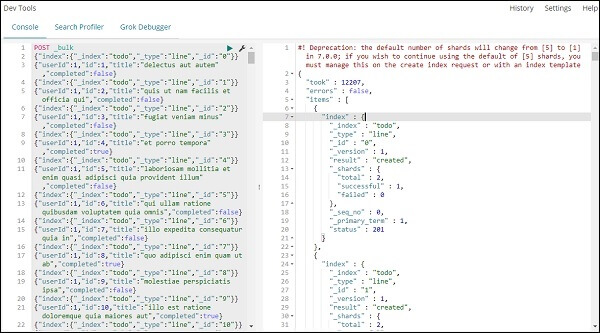 Dev Tools
History Settings Help
Console Search Profiler Grok Debugger
1 POST _bulk
2 {"index":{"_index":"todo","_type":"line","_id":"0"}}
3 {"userId":1,"id":1,"title":"delectus aut autem"
,"completed":false}
4 {"index":{"_index":"todo","_type":"line","_id":"1"}}
5 {"userId":1,"id":2,"title":"quis ut nam facilis et
officia qui","completed":false}
6 {"index":{"_index":"todo","_type":"line","_id":"2"}}
7 {"userId":1,"id":3,"title":"fugiat veniam minus"
,"completed":false}
8 {"index":{"_index":"todo","_type":"line","_id":"3"}}
9 {"userId":1,"id":4,"title":"et porro tempora"
,"completed":true}
10 {"index":{"_index":"todo","_type":"line","_id":"4"}}
11 {"userId":1,"id":5,"title":"laboriosam mollitia et
enim quasi adipisci quia provident illum"
,"completed":false}
12 {"index":{"_index":"todo","_type":"line","_id":"5"}}
13 {"userId":1,"id":6,"title":"qui ullam ratione
quibusdam voluptatem quia omnis","completed":false}
14 {"index":{"_index":"todo","_type":"line","_id":"6"}}
15 {"userId":1,"id":7,"title":"illo expedita consequatur
quia in","completed":false}
16 {"index":{"_index":"todo","_type":"line","_id":"7"}}
17 {"userId":1,"id":8,"title":"quo adipisci enim quam ut
ab","completed":true}
18 {"index":{"_index":"todo","_type":"line","_id":"8"}}
19 {"userId":1,"id":9,"title":"molestiae perspiciatis
ipsa","completed":false}
20 {"index":{"_index":"todo","_type":"line","_id":"9"}}
21 {"userId":1,"id":10,"title":"illo est ratione
doloremque quia maiores aut","completed":true}
22 {"index":{"_index":"todo","_type":"line","_id":"10"}}
1 #! Deprecation: the default number of shards will change from [5] to [1]
in 7.0.0; if you wish to continue using the default of [5] shards, you
must manage this on the create index request or with an index template
2 {
3 "took" : 12207,
4 "errors" : false,
5 "items" : [
6 {
7 "index" : {
8 "_index" : "todo",
9 "_type" : "line",
10 "_id" : "0",
11 "_version" : 1,
12 "result" : "created",
13 "_shards" : {
14 "total" : 2,
15 "successful" : 1,
16 "failed" : 0
17 },
18 "_seq_no" : 0,
19 "_primary_term" : 1,
20 "status" : 201
21 }
22 },
23 {
24 "index" : {
25 "_index" : "todo",
26 "_type" : "line",
27 "_id" : "1",
28 "_version" : 1,
29 "result" : "created",
30 "_shards" : {
31 "total" : 2,